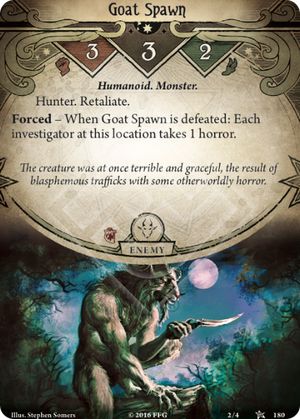 Goat Spawn
3 3 2
Humanoid. Monster.
Hunter. Retaliate.
Forced – When Goat Spawn is defeated: Each
investigator at this location takes 1 horror.
The creature was at once terrible and graceful, the result of
blasphemous trafficks with some otherworldly horror.
ENEMY
Illus. Stephen Somers © 2016 FFG 2/4 180